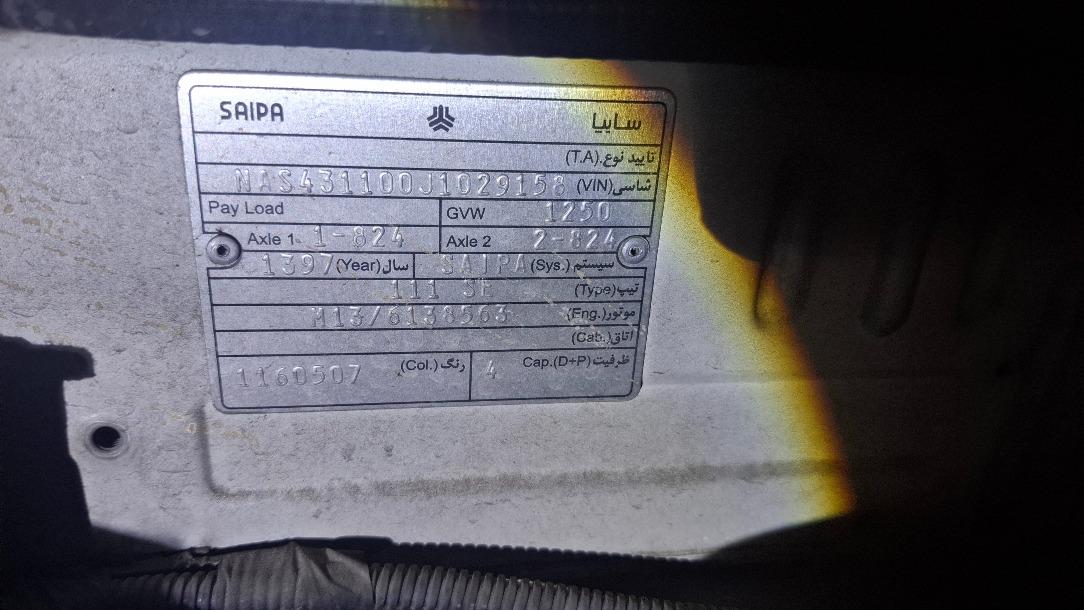 SAIPA سایپا
تایید نوع.(T.A)
NAS431100J1029158 شاسی(VIN)
Pay Load GVW 1250
Axle 1 1-824 Axle 2 2-824
1397 سال(Year) SAIPA سیستم(Sys.)
111 SE تیپ(Type)
M13/6138563 موتور(Eng.)
اتاق(Cab.)
1160507 رنگ(Col.) 4 ظرفیت Cap.(D+P)